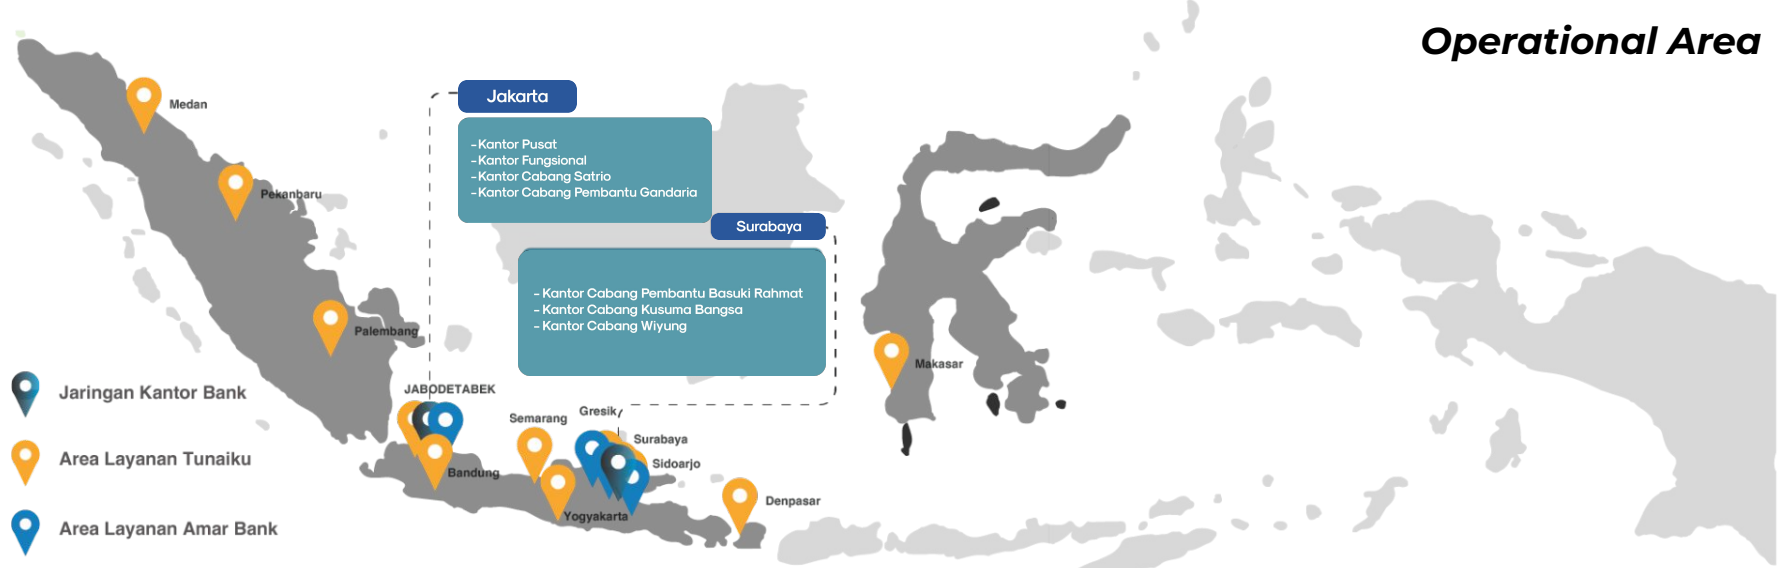 Operational Area
Medan
Pekanbaru
Palembang
Jakarta
- Kantor Pusat
- Kantor Fungsional
- Kantor Cabang Satrio
- Kantor Cabang Pembantu Gandaria
Surabaya
- Kantor Cabang Pembantu Basuki Rahmat
- Kantor Cabang Kusuma Bangsa
- Kantor Cabang Wiyung
Makasar
Jaringan Kantor Bank
Area Layanan Tunaiku
Area Layanan Amar Bank
JABODETABEK
Bandung
Semarang
Yogyakarta
Gresik
Surabaya
Sidoarjo
Denpasar